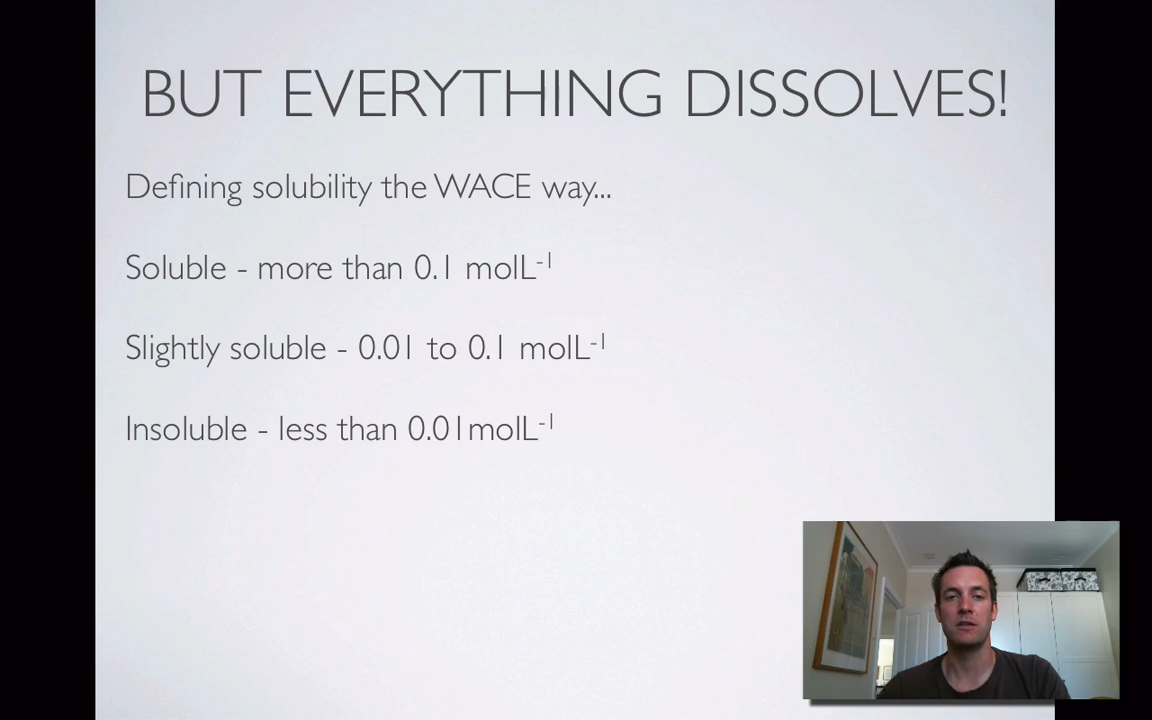 BUT EVERYTHING DISSOLVES!
Defining solubility the WACE way...
Soluble - more than 0.1 molL⁻¹
Slightly soluble - 0.01 to 0.1 molL⁻¹
Insoluble - less than 0.01molL⁻¹